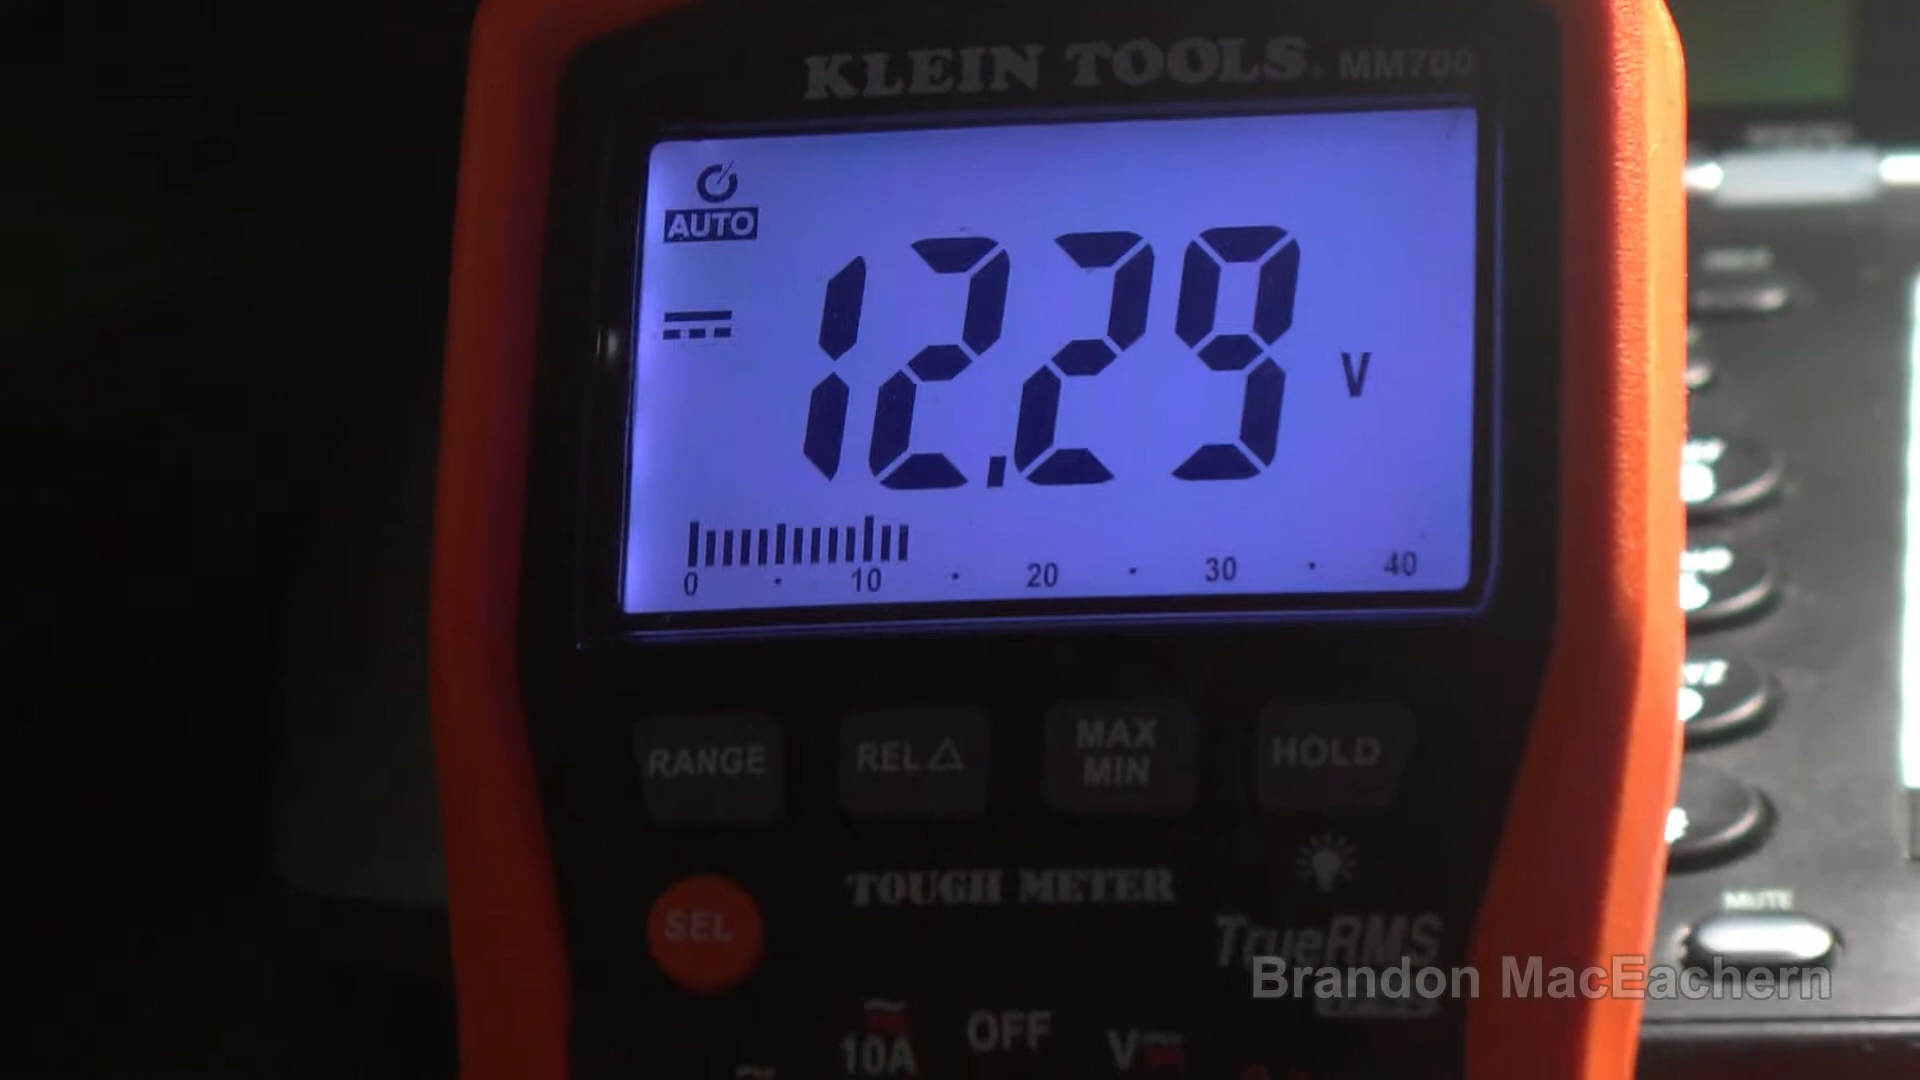 KLEIN TOOLS MM700
AUTO
12.29 V
0 10 20 30 40
RANGE REL△ MAX MIN HOLD
SEL
TOUGH METER
TrueRMS
MUTE
Brandon MacEachern
10A OFF V